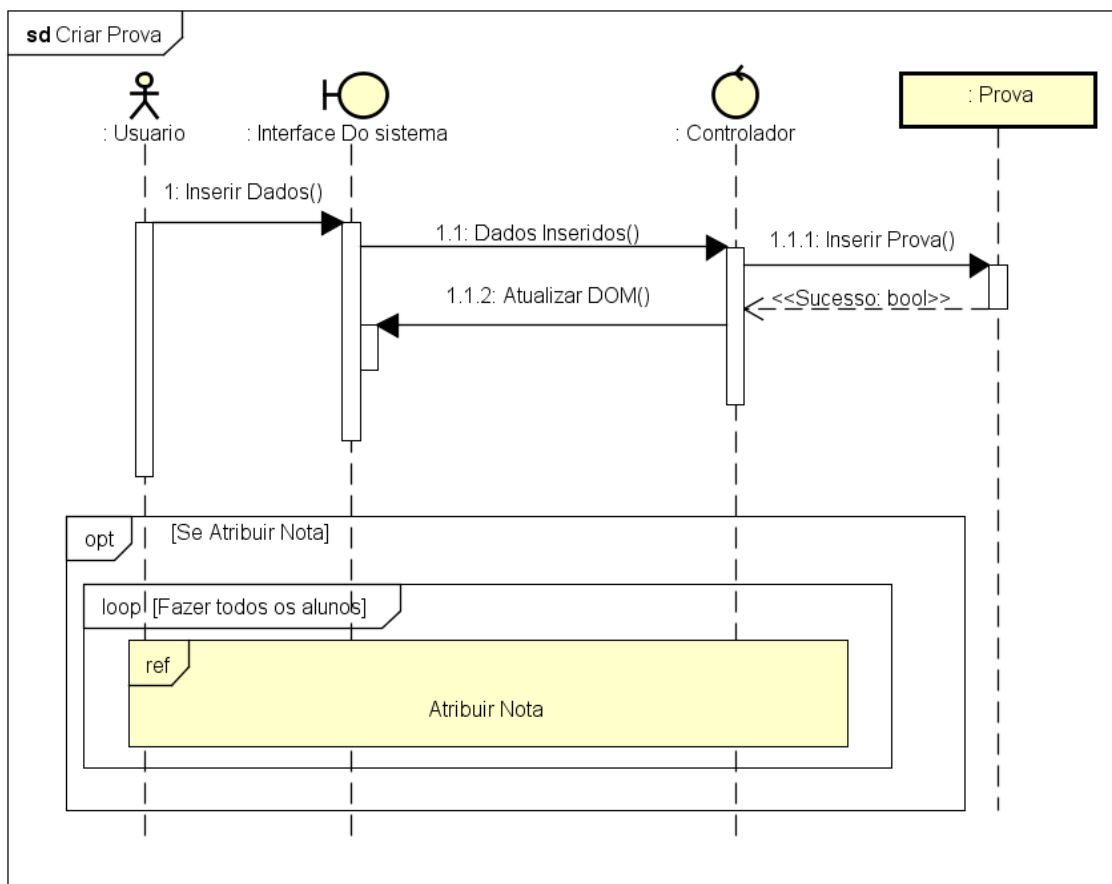 sd Criar Prova
: Usuario
: Interface Do sistema
: Controlador
: Prova
1: Inserir Dados()
1.1: Dados Inseridos()
1.1.1: Inserir Prova()
<<Sucesso: bool>>
1.1.2: Atualizar DOM()
opt
[Se Atribuir Nota]
loop [Fazer todos os alunos]
ref
Atribuir Nota